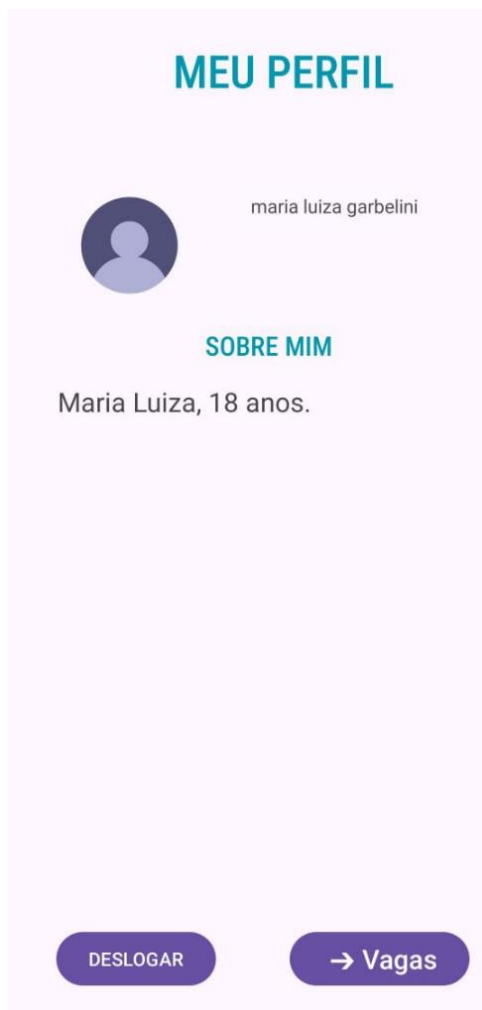 MEU PERFIL
maria luiza garbelini
SOBRE MIM
Maria Luiza, 18 anos.
DESLOGAR
→ Vagas